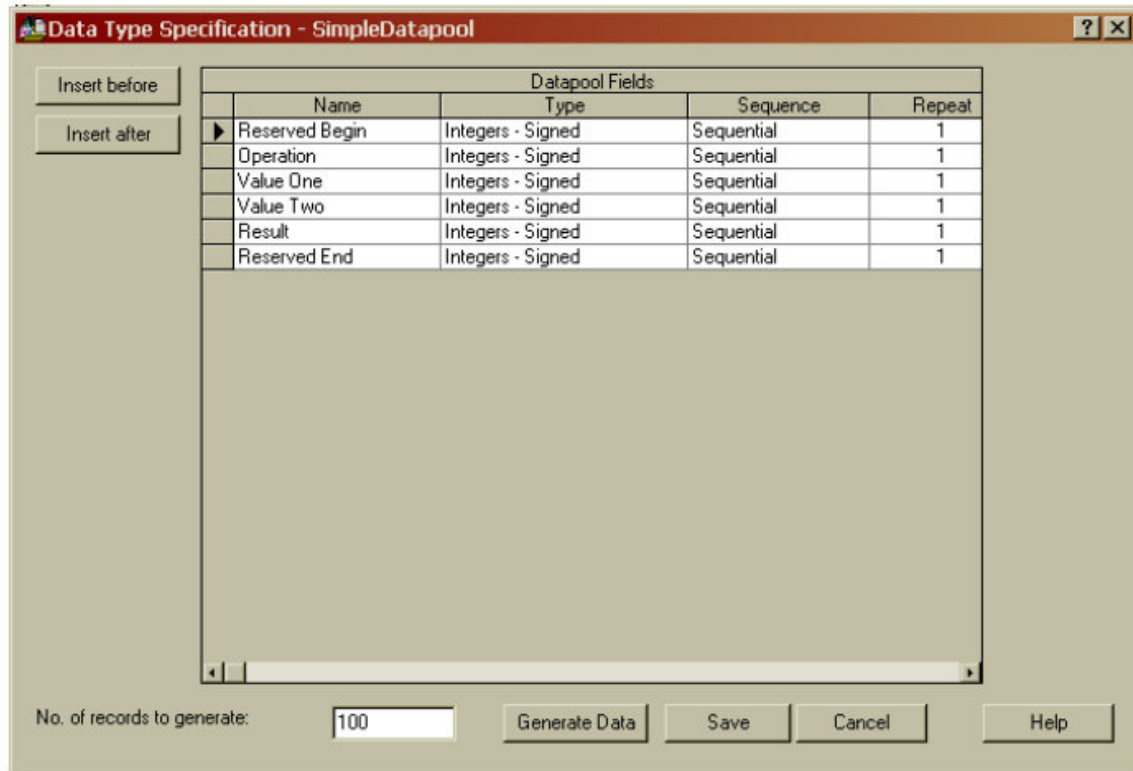 Data Type Specification - SimpleDatapool
Insert before
Insert after
Datapool Fields
Name Type Sequence Repeat
Reserved Begin Integers - Signed Sequential 1
Operation Integers - Signed Sequential 1
Value One Integers - Signed Sequential 1
Value Two Integers - Signed Sequential 1
Result Integers - Signed Sequential 1
Reserved End Integers - Signed Sequential 1
No. of records to generate: 100 Generate Data Save Cancel Help